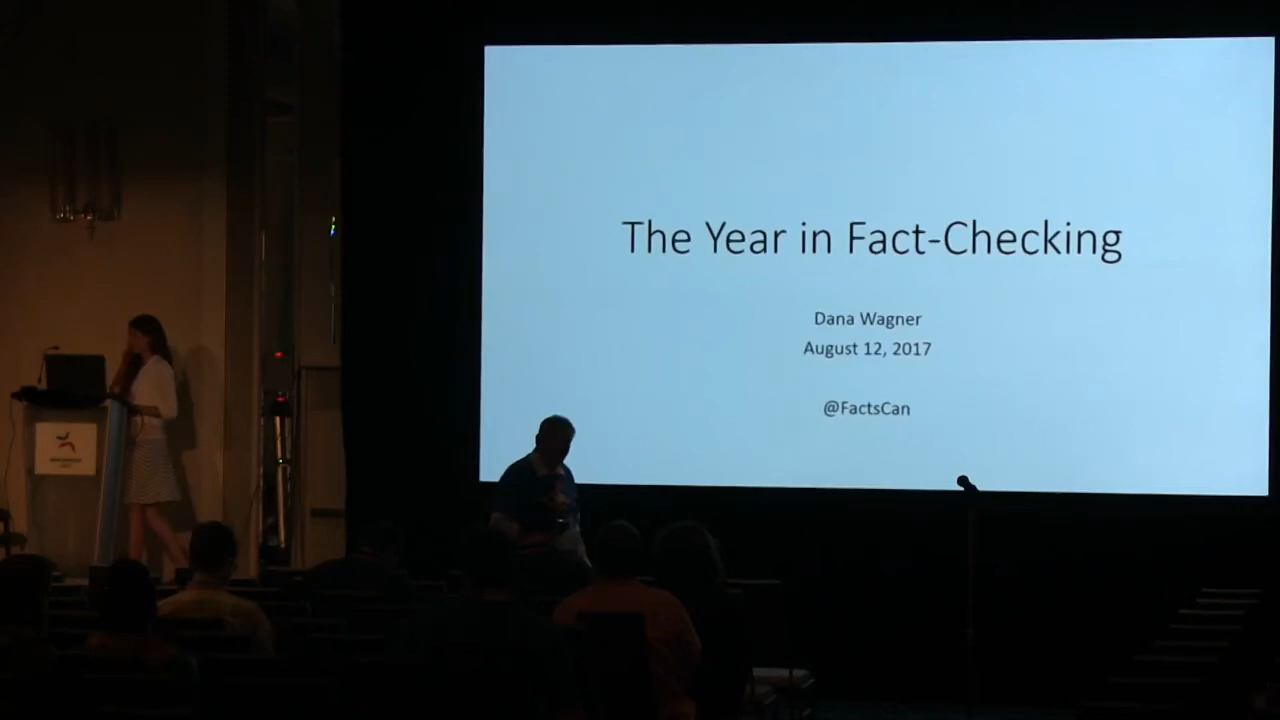 The Year in Fact-Checking
Dana Wagner
August 12, 2017
@FactsCan